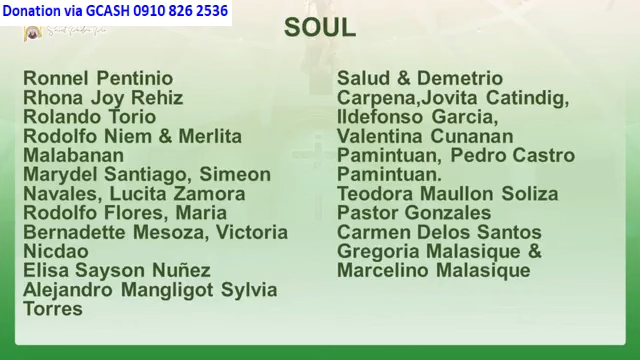 Donation via GCASH 0910 826 2536
SOUL
Ronnel Pentinio
Rhona Joy Rehiz
Rolando Torio
Rodolfo Niem & Merlita
Malabanan
Marydel Santiago, Simeon
Navales, Lucita Zamora
Rodolfo Flores, Maria
Bernadette Mesoza, Victoria
Nicdao
Elisa Sayson Nuñez
Alejandro Mangligot Sylvia
Torres
Salud & Demetrio
Carpena,Jovita Catindig,
Ildefonso Garcia,
Valentina Cunanan
Pamintuan, Pedro Castro
Pamintuan.
Teodora Maullon Soliza
Pastor Gonzales
Carmen Delos Santos
Gregoria Malasique &
Marcelino Malasique